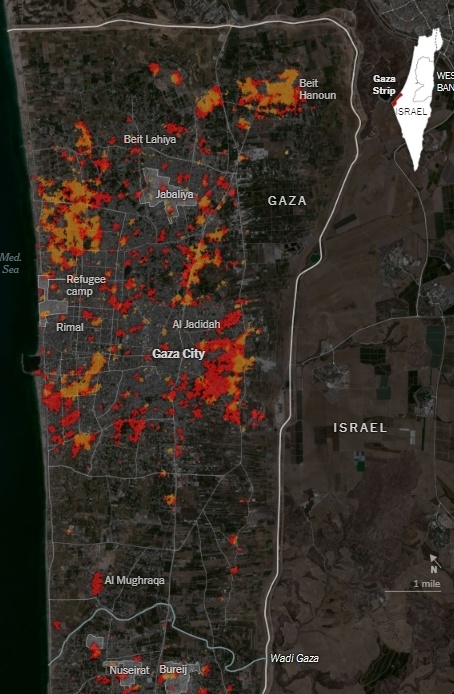 Beit
Hanoun
Gaza
Strip
WES
BAN
ISRAEL
Beit Lahiya
Jabaliya
GAZA
Med.
Sea
Refugee
camp
Rimal
Al Jadidah
Gaza City
ISRAEL
N
1 mile
Al Mughraqa
Wadi Gaza
Nuseirat
Bureij